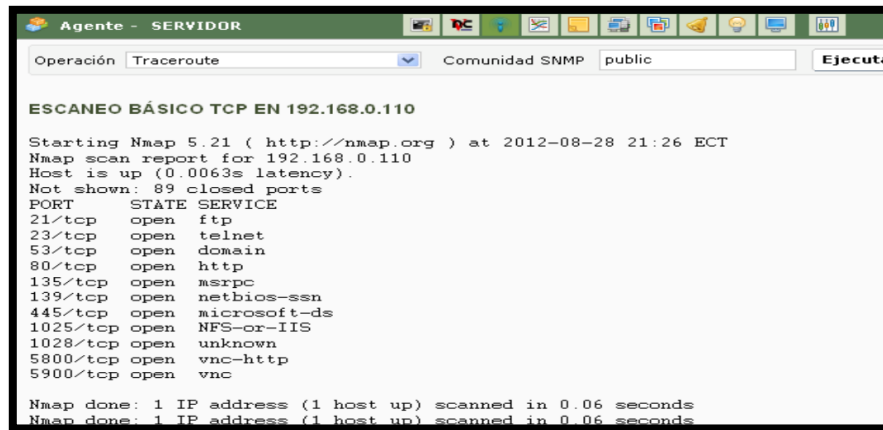 Agente - SERVIDOR
Operación Traceroute Comunidad SNMP public Ejecuta
ESCANEO BÁSICO TCP EN 192.168.0.110
Starting Nmap 5.21 ( http://nmap.org ) at 2012-08-28 21:26 ECT
Nmap scan report for 192.168.0.110
Host is up (0.0063s latency).
Not shown: 89 closed ports
PORT STATE SERVICE
21/tcp open ftp
23/tcp open telnet
53/tcp open domain
80/tcp open http
135/tcp open msrpc
139/tcp open netbios-ssn
445/tcp open microsoft-ds
1025/tcp open NFS-or-IIS
1028/tcp open unknown
5800/tcp open vnc-http
5900/tcp open vnc
Nmap done: 1 IP address (1 host up) scanned in 0.06 seconds
Nmap done: 1 IP address (1 host up) scanned in 0.06 seconds